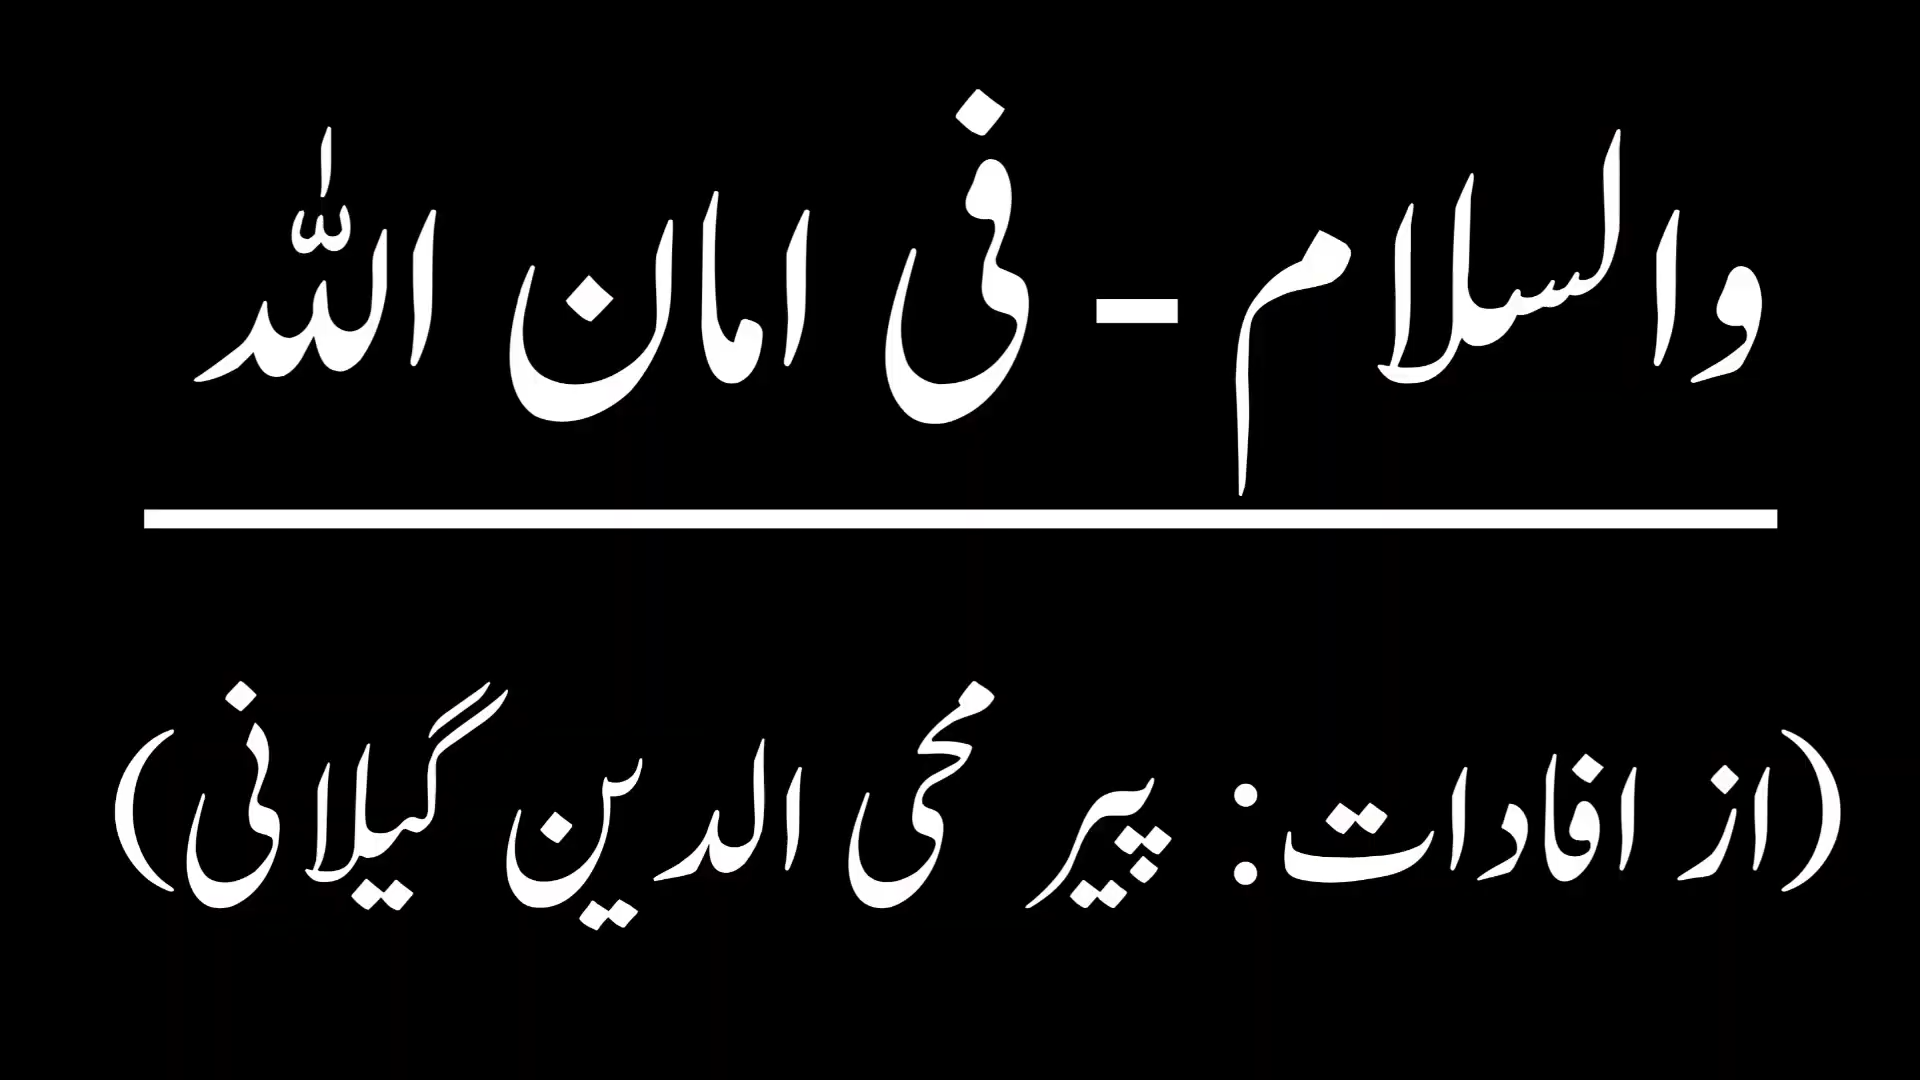 والسلام - فی امان اللہ
(از افادات: پیر محی الدین گیلانی)